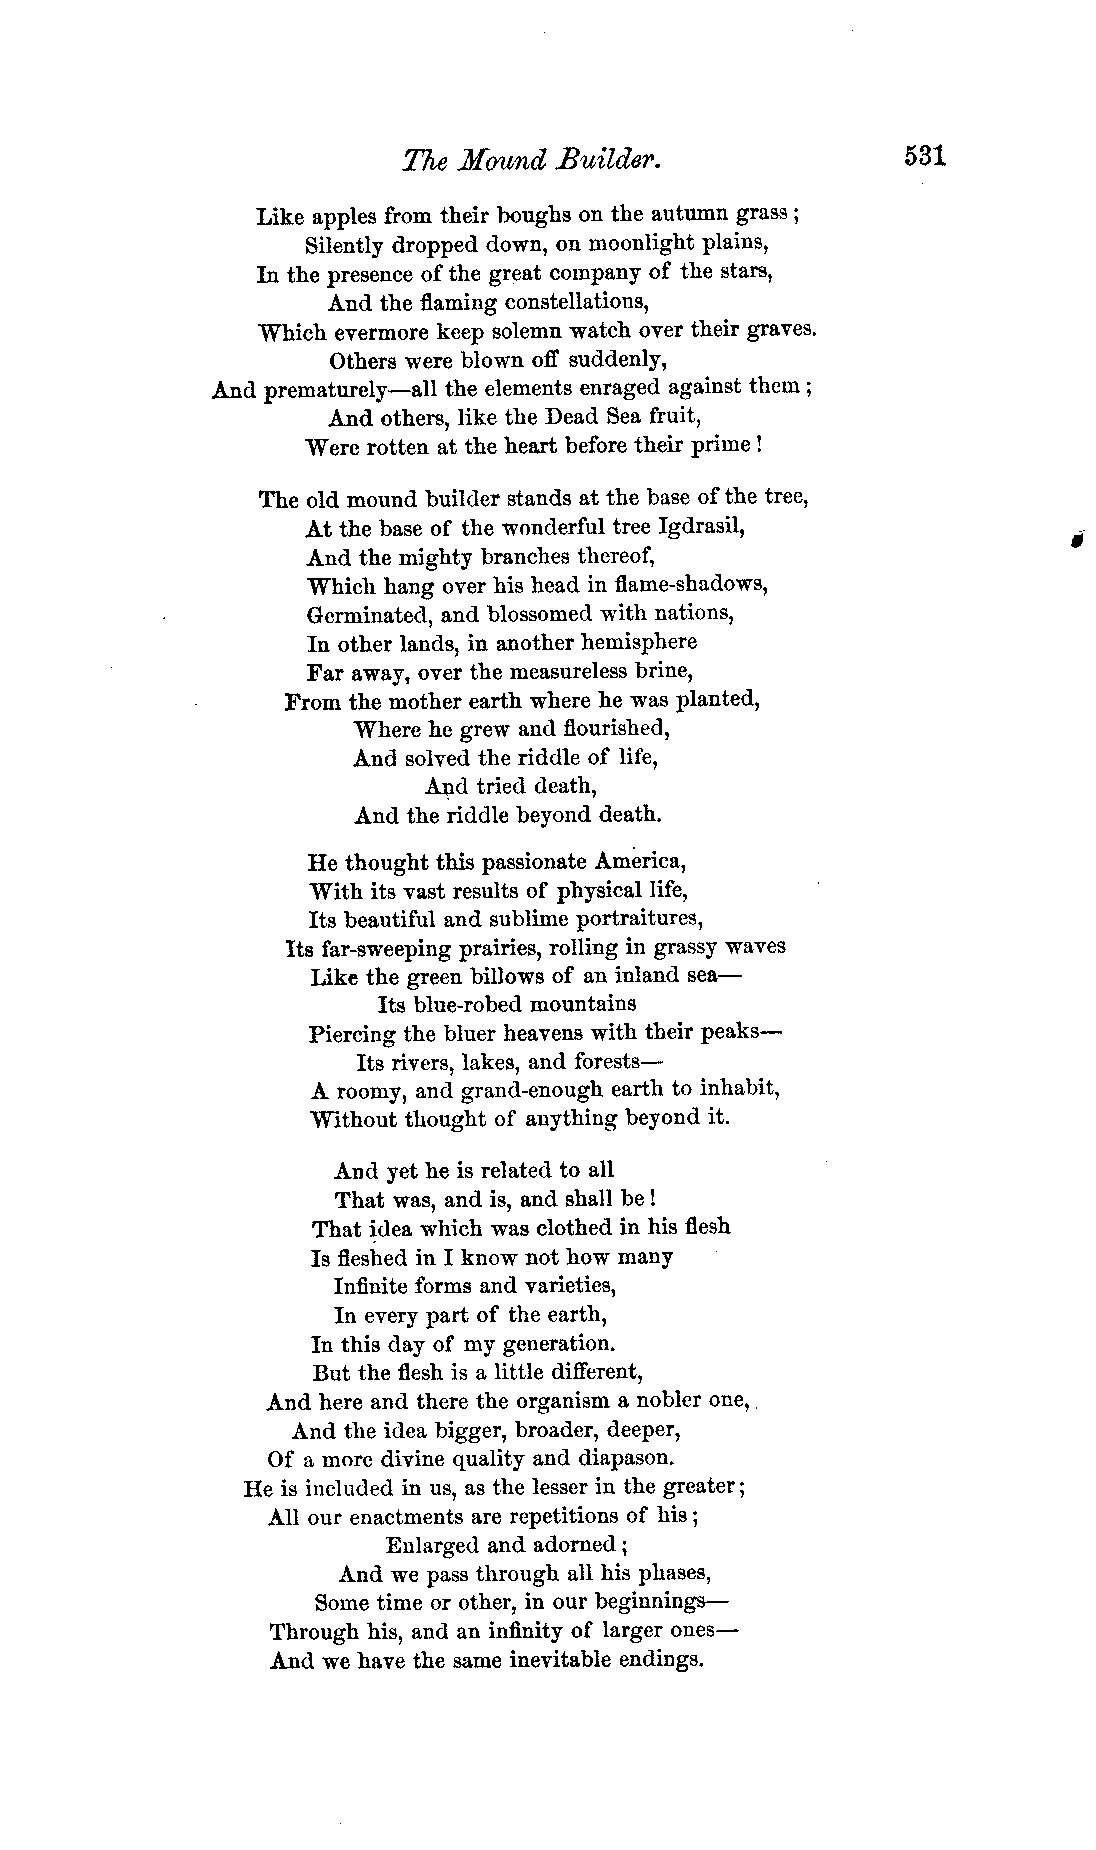 The Mound Builder. 531
Like apples from their boughs on the autumn grass ;
Silently dropped down, on moonlight plains,
In the presence of the great company of the stars,
And the flaming constellations,
Which evermore keep solemn watch over their graves.
Others were blown off suddenly,
And prematurely—all the elements enraged against them ;
And others, like the Dead Sea fruit,
Were rotten at the heart before their prime !
The old mound builder stands at the base of the tree,
At the base of the wonderful tree Igdrasil,
And the mighty branches thereof,
Which hang over his head in flame-shadows,
Germinated, and blossomed with nations,
In other lands, in another hemisphere
Far away, over the measureless brine,
From the mother earth where he was planted,
Where he grew and flourished,
And solved the riddle of life,
And tried death,
And the riddle beyond death.
He thought this passionate America,
With its vast results of physical life,
Its beautiful and sublime portraitures,
Its far-sweeping prairies, rolling in grassy waves
Like the green billows of an inland sea—
Its blue-robed mountains
Piercing the bluer heavens with their peaks—
Its rivers, lakes, and forests—
A roomy, and grand-enough earth to inhabit,
Without thought of anything beyond it.
And yet he is related to all
That was, and is, and shall be !
That idea which was clothed in his flesh
Is fleshed in I know not how many
Infinite forms and varieties,
In every part of the earth,
In this day of my generation.
But the flesh is a little different,
And here and there the organism a nobler one,
And the idea bigger, broader, deeper,
Of a more divine quality and diapason.
He is included in us, as the lesser in the greater ;
All our enactments are repetitions of his ;
Enlarged and adorned ;
And we pass through all his phases,
Some time or other, in our beginnings—
Through his, and an infinity of larger ones—
And we have the same inevitable endings.